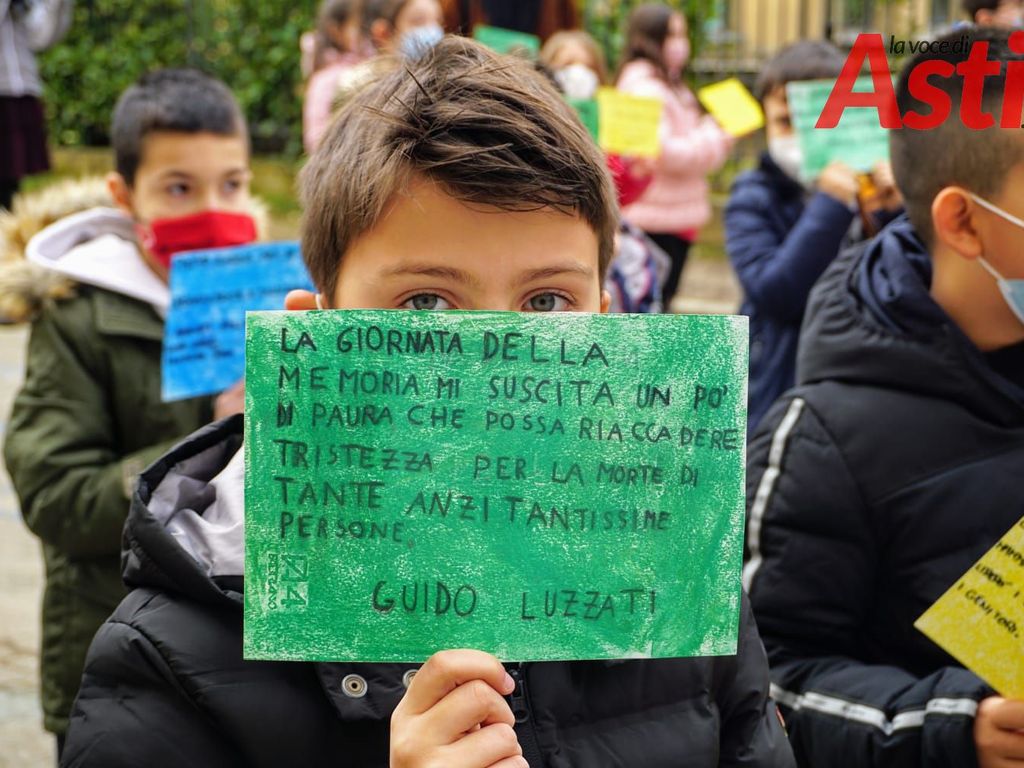 la voce di
Asti
LA GIORNATA DELLA
MEMORIA MI SUSCITA UN PO'
DI PAURA CHE POSSA RIACCADERE
TRISTEZZA PER LA MORTE DI
TANTE ANZI TANTISSIME
PERSONE.
GUIDO LUZZATI
I GENITORI.